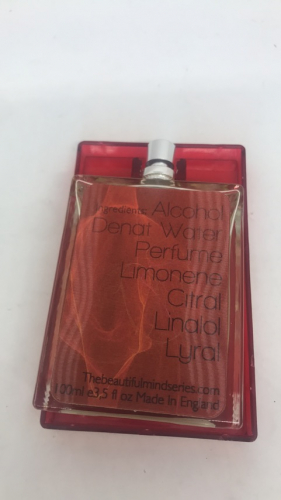 Ingredients: Alcohol
Denat Water
Perfume
Limonene
Citral
Linalol
Lyral
Thebeautifulmindseries.com
100ml e3,5 fl oz Made In England